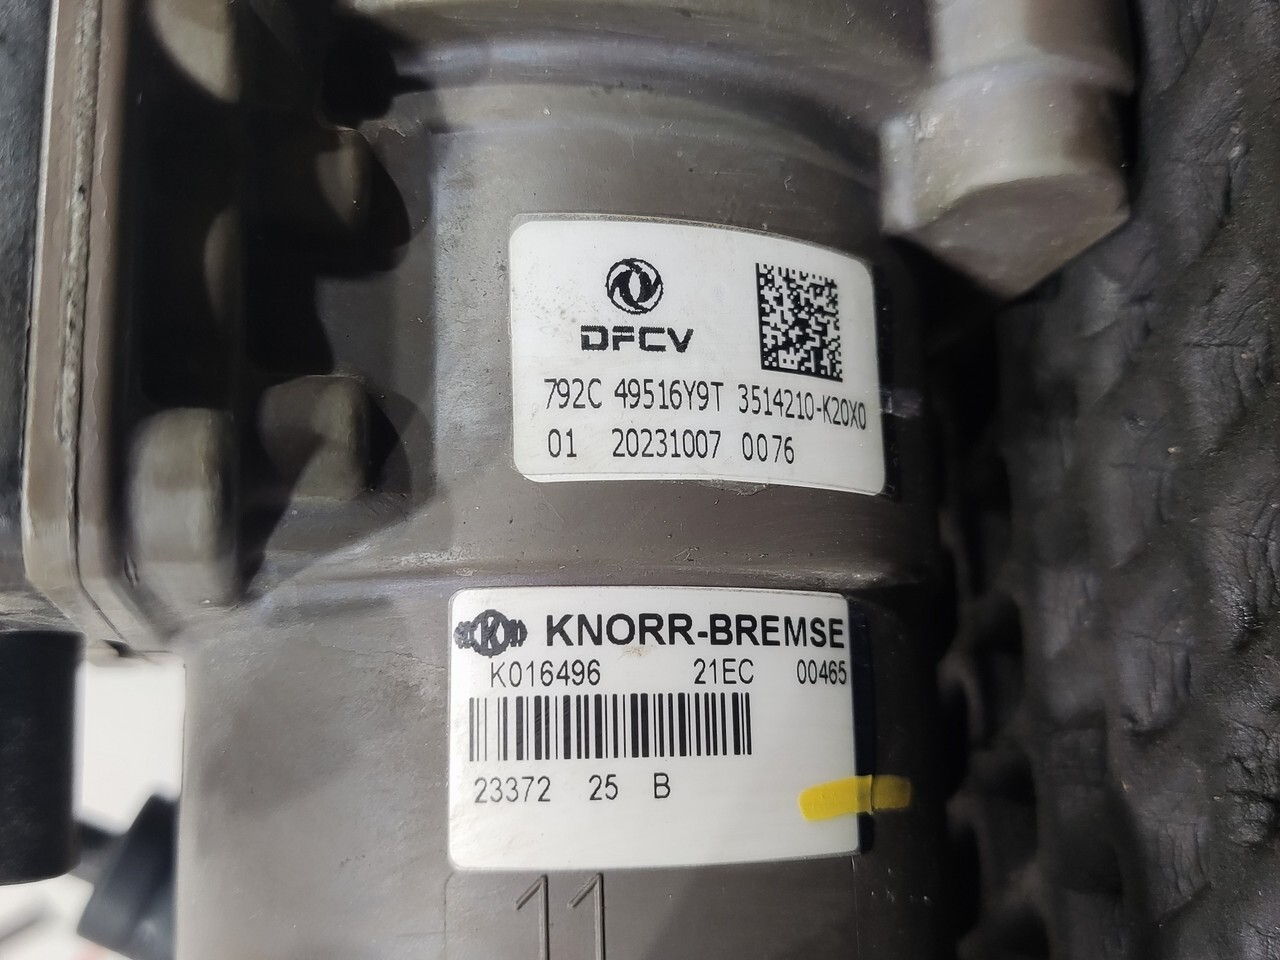 DFCV
792C 49516Y9T 3514210-K20X0
01 20231007 0076
KNORR-BREMSE
K016496 21EC 00465
23372 25 B
11